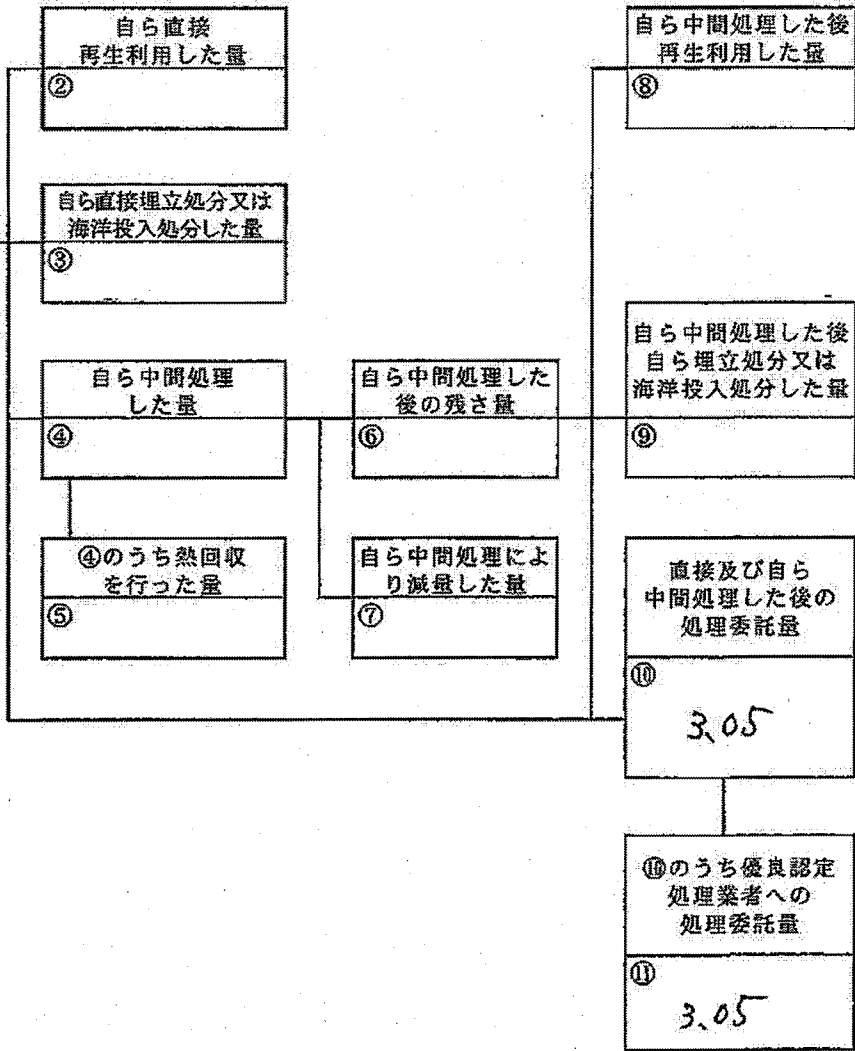 自ら直接
再生利用した量
②
自ら中間処理した後
再生利用した量
⑧
自ら直接埋立処分又は
海洋投入処分した量
③
自ら中間処理
した量
④
自ら中間処理した
後の残さ量
⑥
自ら中間処理した後
自ら埋立処分又は
海洋投入処分した量
⑨
④のうち熱回収
を行った量
⑤
自ら中間処理によ
り減量した量
⑦
直接及び自ら
中間処理した後の
処理委託量
⑩
3.05
⑩のうち優良認定
処理業者への
処理委託量
⑪
3.05